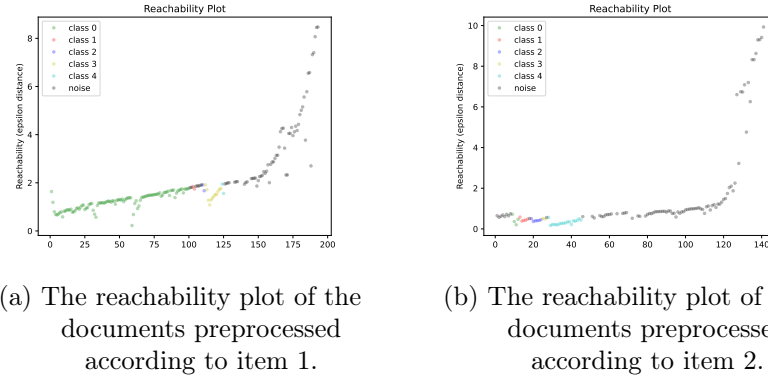 Reachability Plot
Reachability (epsilon distance)
class 0
class 1
class 2
class 3
class 4
noise
8
6
4
2
0
0 25 50 75 100 125 150 175 200
(a) The reachability plot of the
documents preprocessed
according to item 1.
Reachability Plot
Reachability (epsilon distance)
class 0
class 1
class 2
class 3
class 4
noise
10
8
6
4
2
0
0 20 40 60 80 100 120 140
(b) The reachability plot of
documents preprocesse
according to item 2.